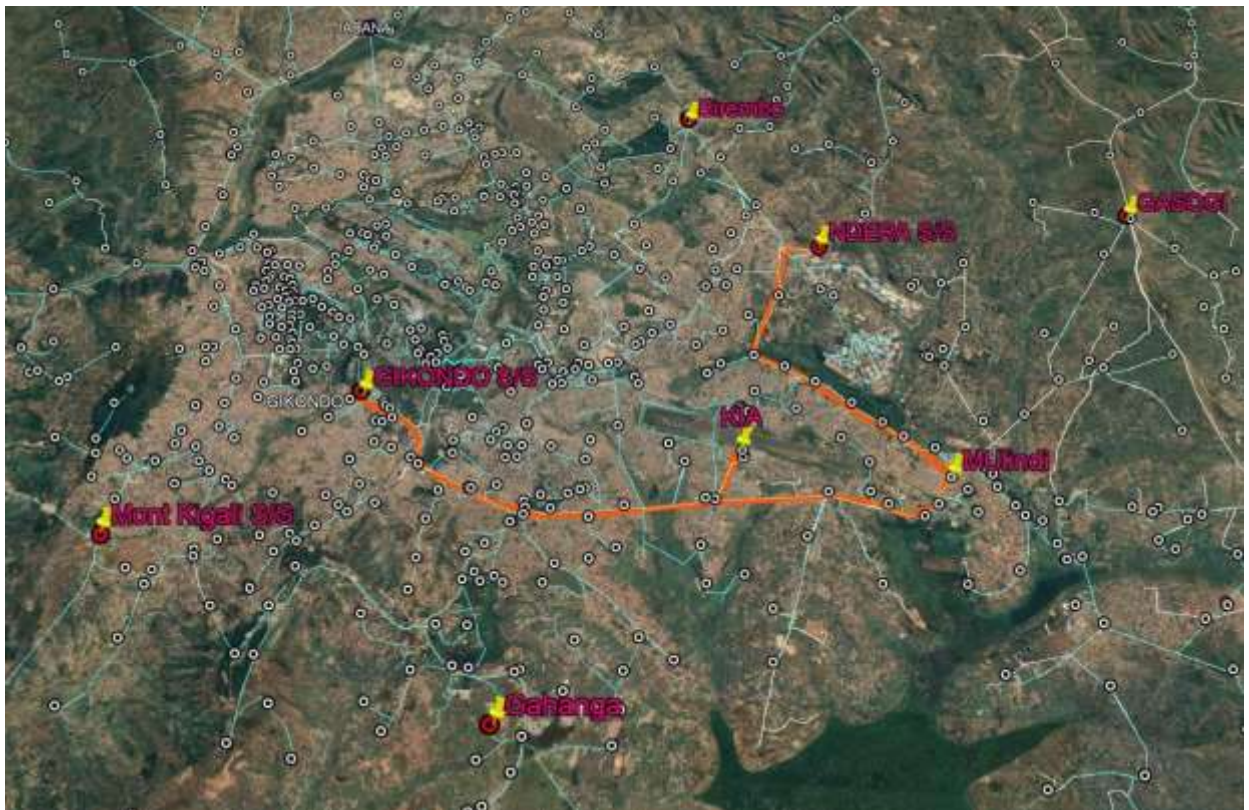 Birembo
GASOGI
NDERA S/S
GIKONDO S/S
GIKONDO
KIA
Mulindi
Mont Kigali S/S
Gahanga